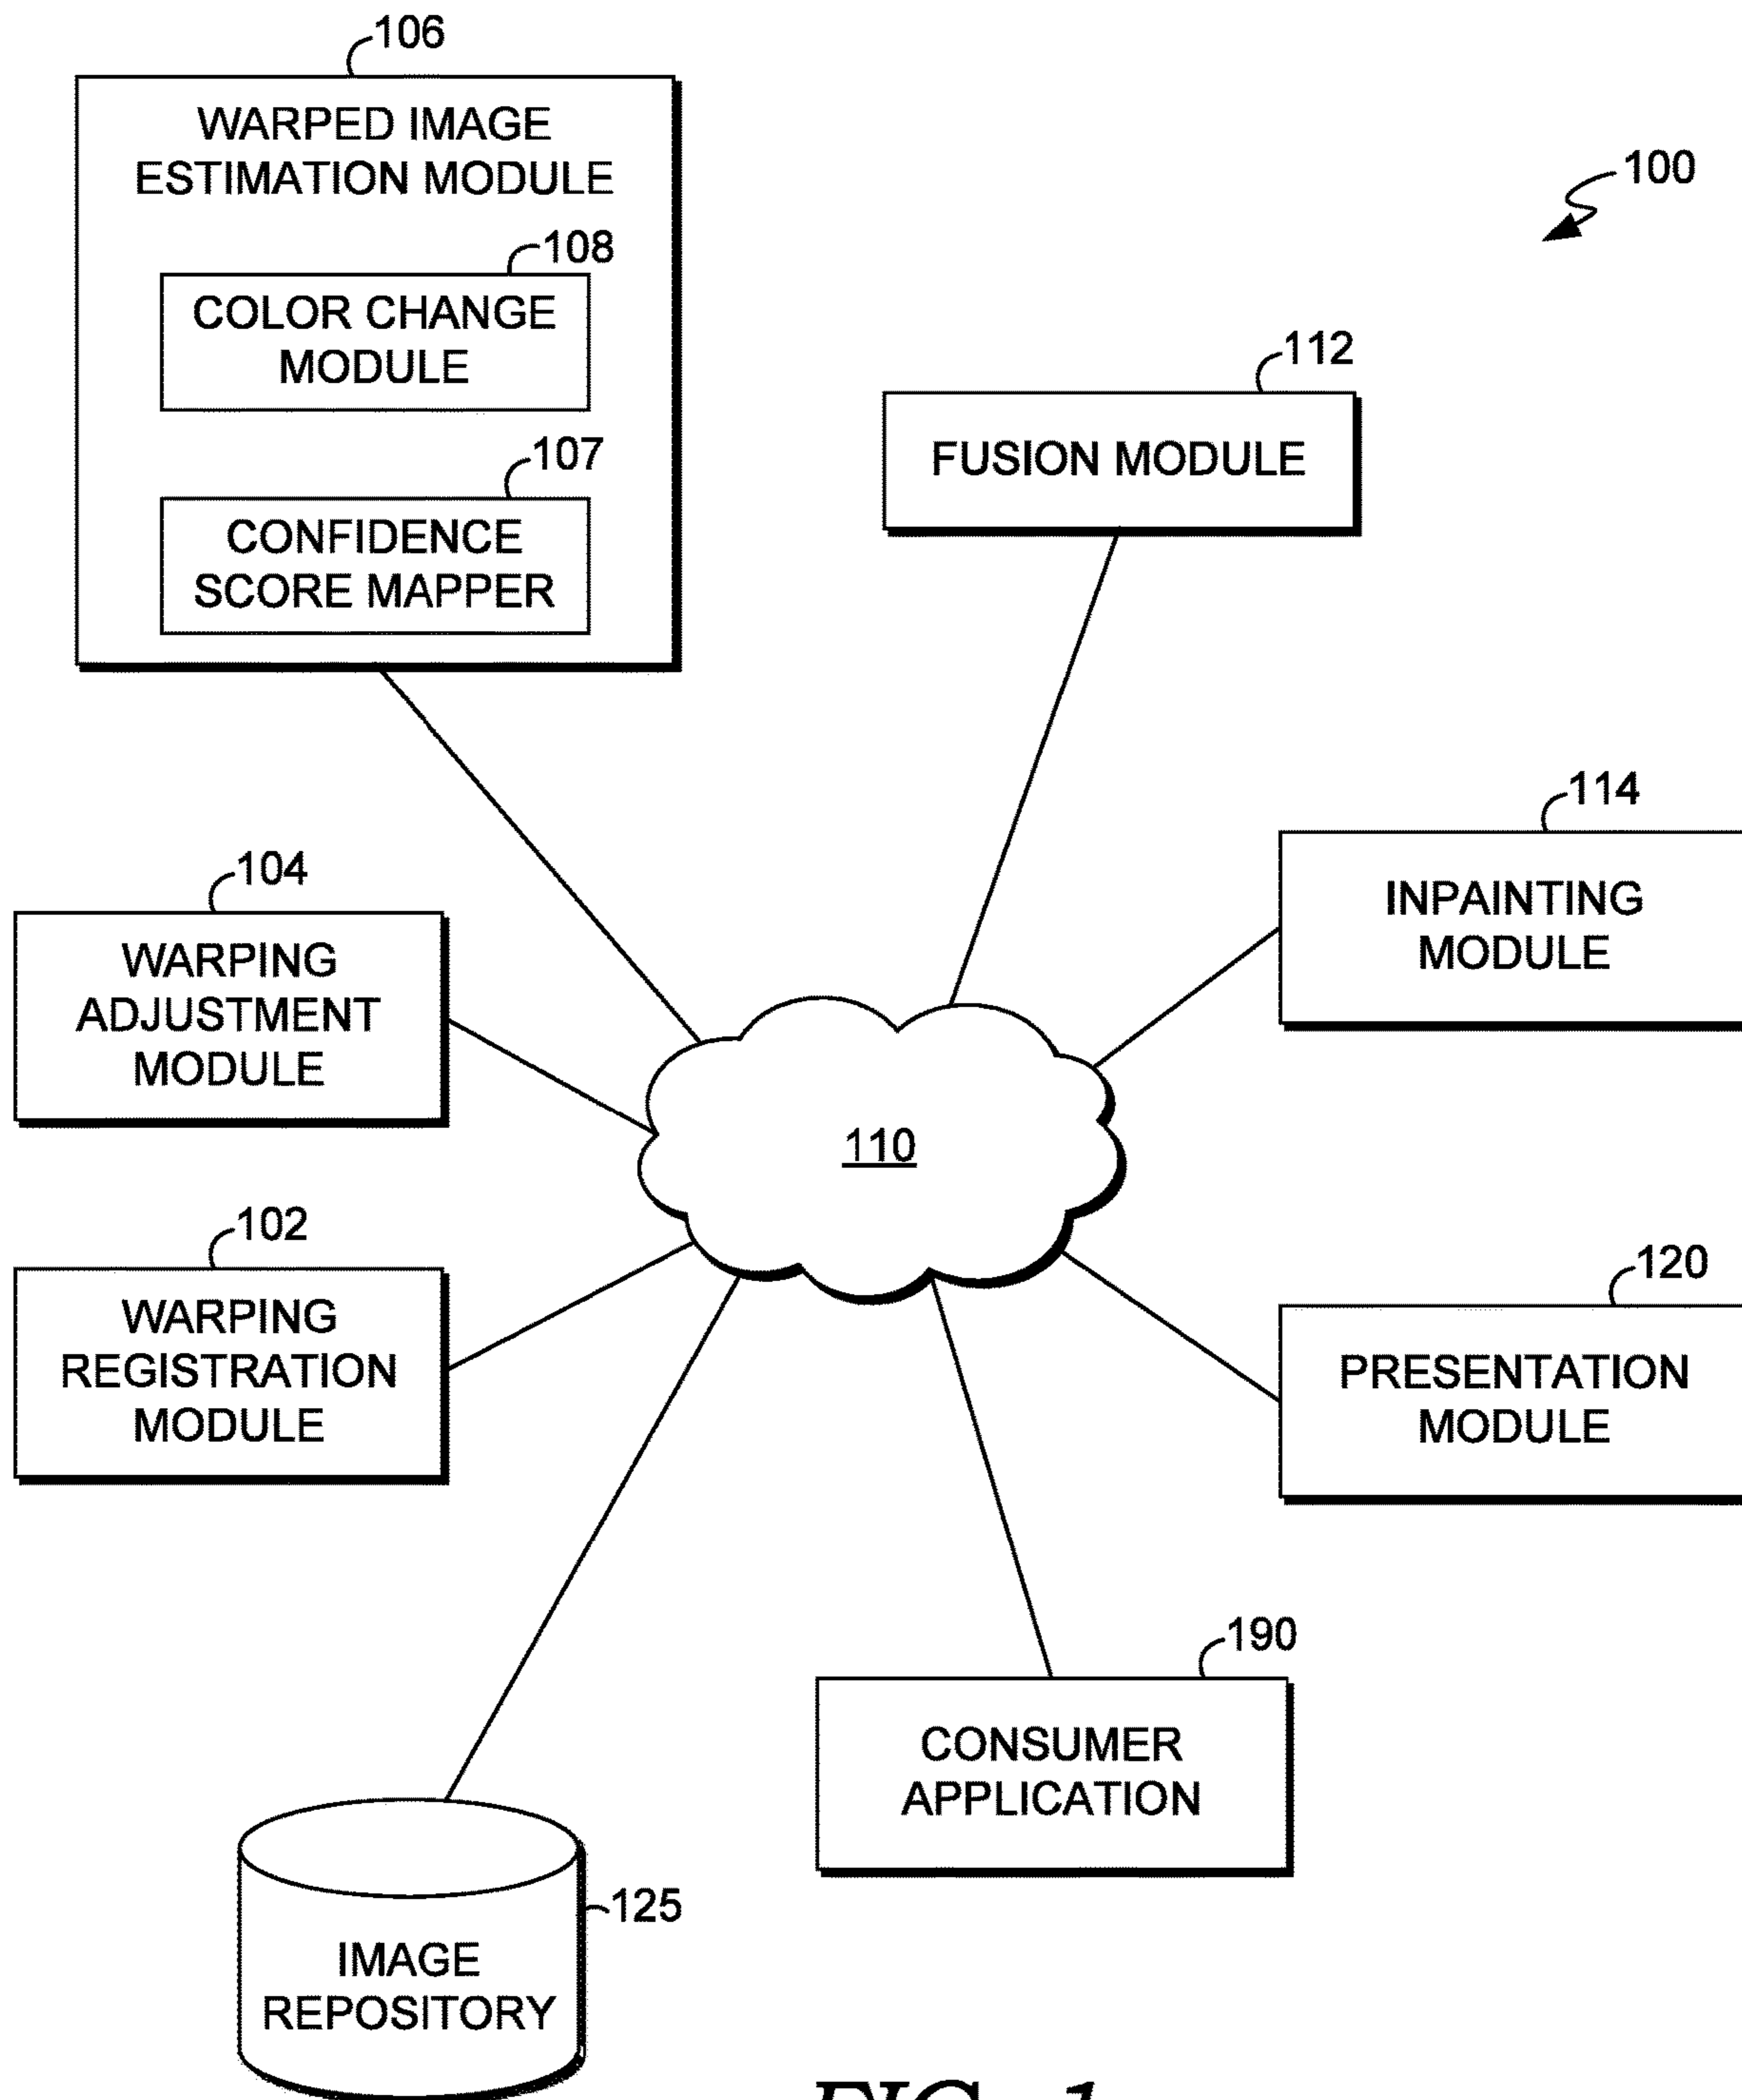 106
WARPED IMAGE
ESTIMATION MODULE
100
108
COLOR CHANGE
MODULE
112
FUSION MODULE
107
CONFIDENCE
SCORE MAPPER
114
INPAINTING
MODULE
104
WARPING
ADJUSTMENT
MODULE
110
102
WARPING
REGISTRATION
MODULE
120
PRESENTATION
MODULE
190
CONSUMER
APPLICATION
125
IMAGE
REPOSITORY
FIG. 1